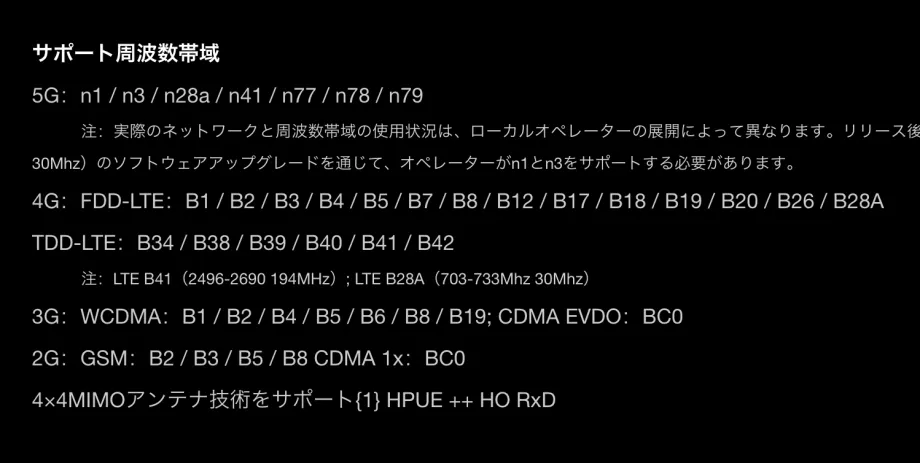 サポート周波数帯域
5G：n1 / n3 / n28a / n41 / n77 / n78 / n79
注：実際のネットワークと周波数帯域の使用状況は、ローカルオペレーターの展開によって異なります。リリース後
30Mhz）のソフトウェアアップグレードを通じて、オペレーターがn1とn3をサポートする必要があります。
4G：FDD-LTE：B1 / B2 / B3 / B4 / B5 / B7 / B8 / B12 / B17 / B18 / B19 / B20 / B26 / B28A
TDD-LTE：B34 / B38 / B39 / B40 / B41 / B42
注：LTE B41（2496-2690 194MHz）; LTE B28A（703-733Mhz 30Mhz）
3G：WCDMA：B1 / B2 / B4 / B5 / B6 / B8 / B19; CDMA EVDO：BC0
2G：GSM：B2 / B3 / B5 / B8 CDMA 1x：BC0
4×4MIMOアンテナ技術をサポート{1} HPUE ++ HO RxD